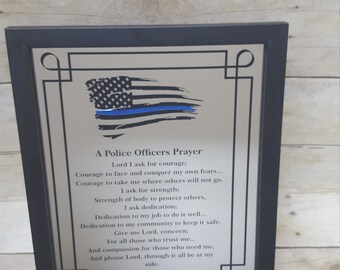 A Police Officers Prayer
Lord I ask for courage;
Courage to face and conquer my own fears...
Courage to take me where others will not go.
I ask for strength;
Strength of body to protect others,
I ask dedication;
Dedication to my job to do it well...
Dedication to my community to keep it safe.
Give me Lord, concern;
For all those who trust me...
And compassion for those who need me,
And please Lord, through it all be at my
side.